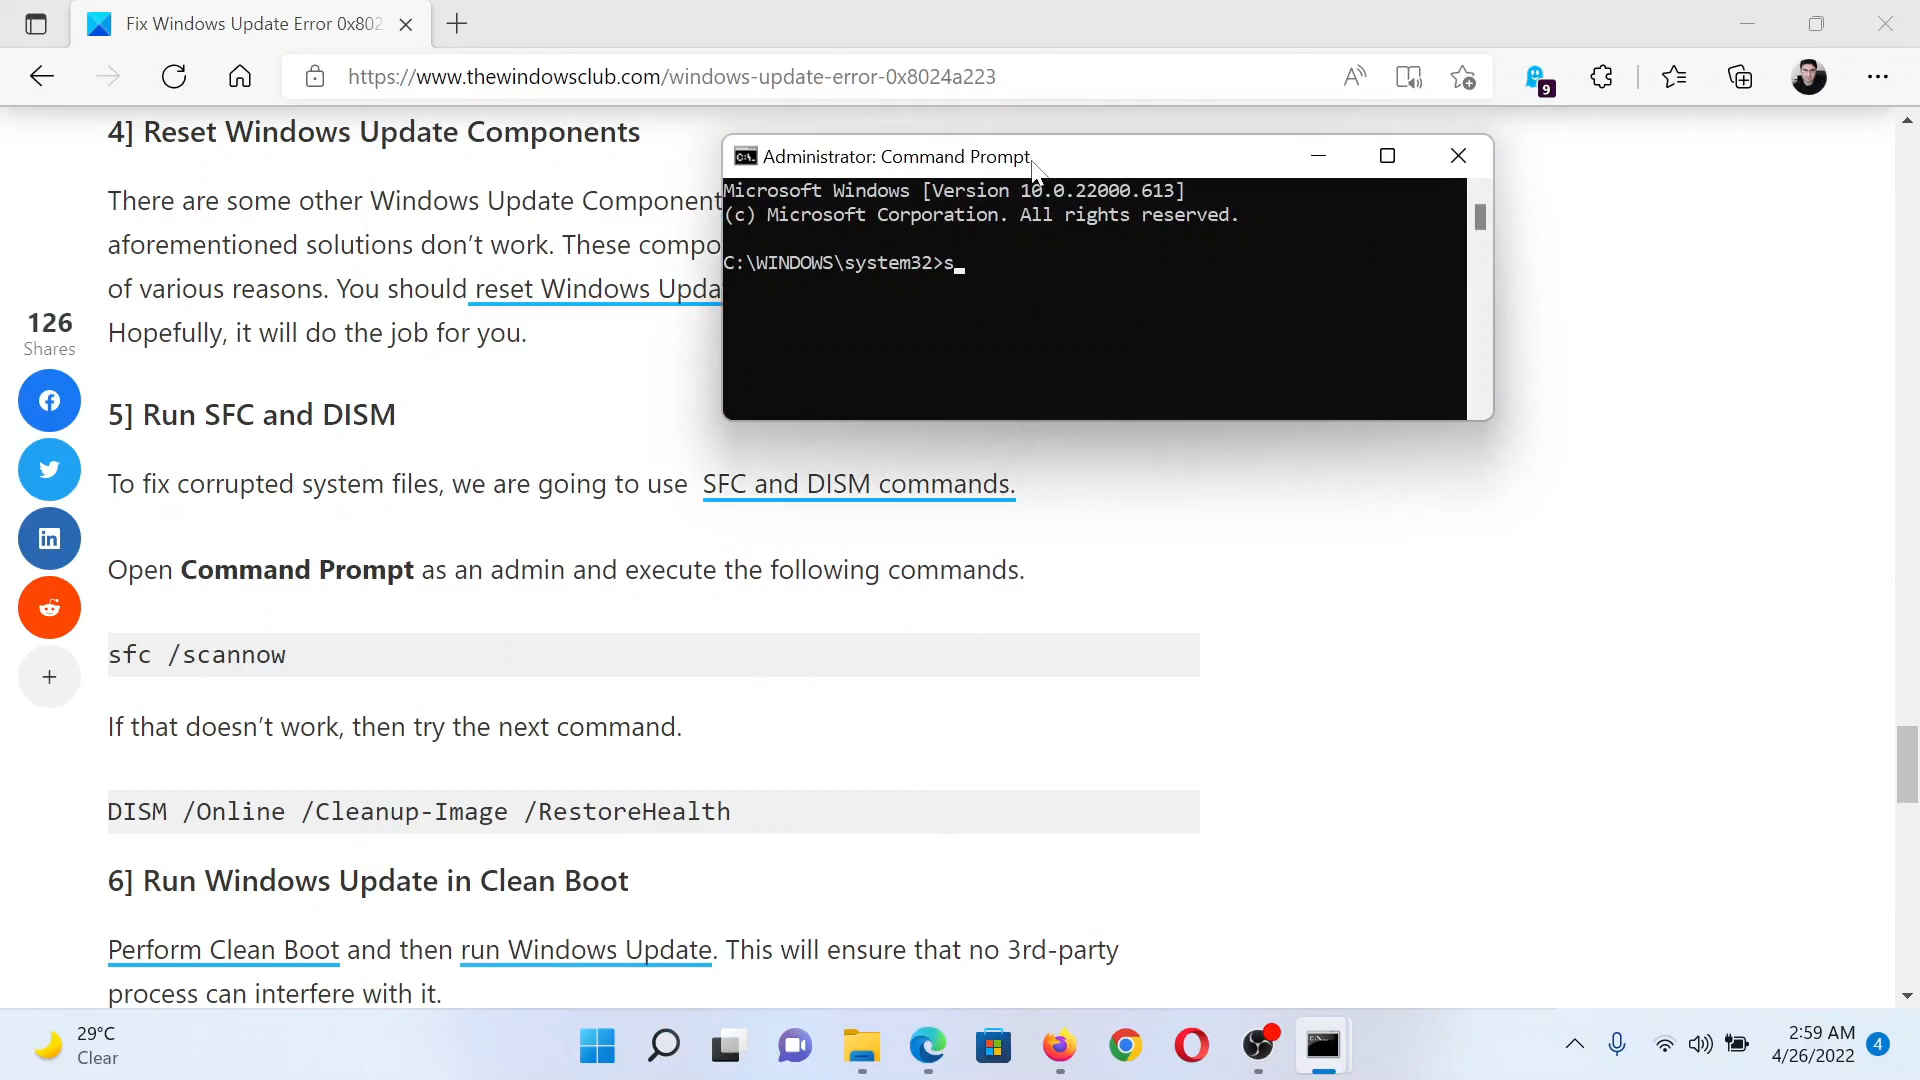 Fix Windows Update Error 0x802
https://www.thewindowsclub.com/windows-update-error-0x8024a223
9
4] Reset Windows Update Components
There are some other Windows Update Component
aforementioned solutions don’t work. These compo
of various reasons. You should reset Windows Upda
Hopefully, it will do the job for you.
Administrator: Command Prompt
Microsoft Windows [Version 10.0.22000.613]
(c) Microsoft Corporation. All rights reserved.
C:\WINDOWS\system32>s
126
Shares
5] Run SFC and DISM
To fix corrupted system files, we are going to use SFC and DISM commands.
Open Command Prompt as an admin and execute the following commands.
sfc /scannow
If that doesn’t work, then try the next command.
DISM /Online /Cleanup-Image /RestoreHealth
6] Run Windows Update in Clean Boot
Perform Clean Boot and then run Windows Update. This will ensure that no 3rd-party
process can interfere with it.
29°C
Clear
2:59 AM
4/26/2022
4